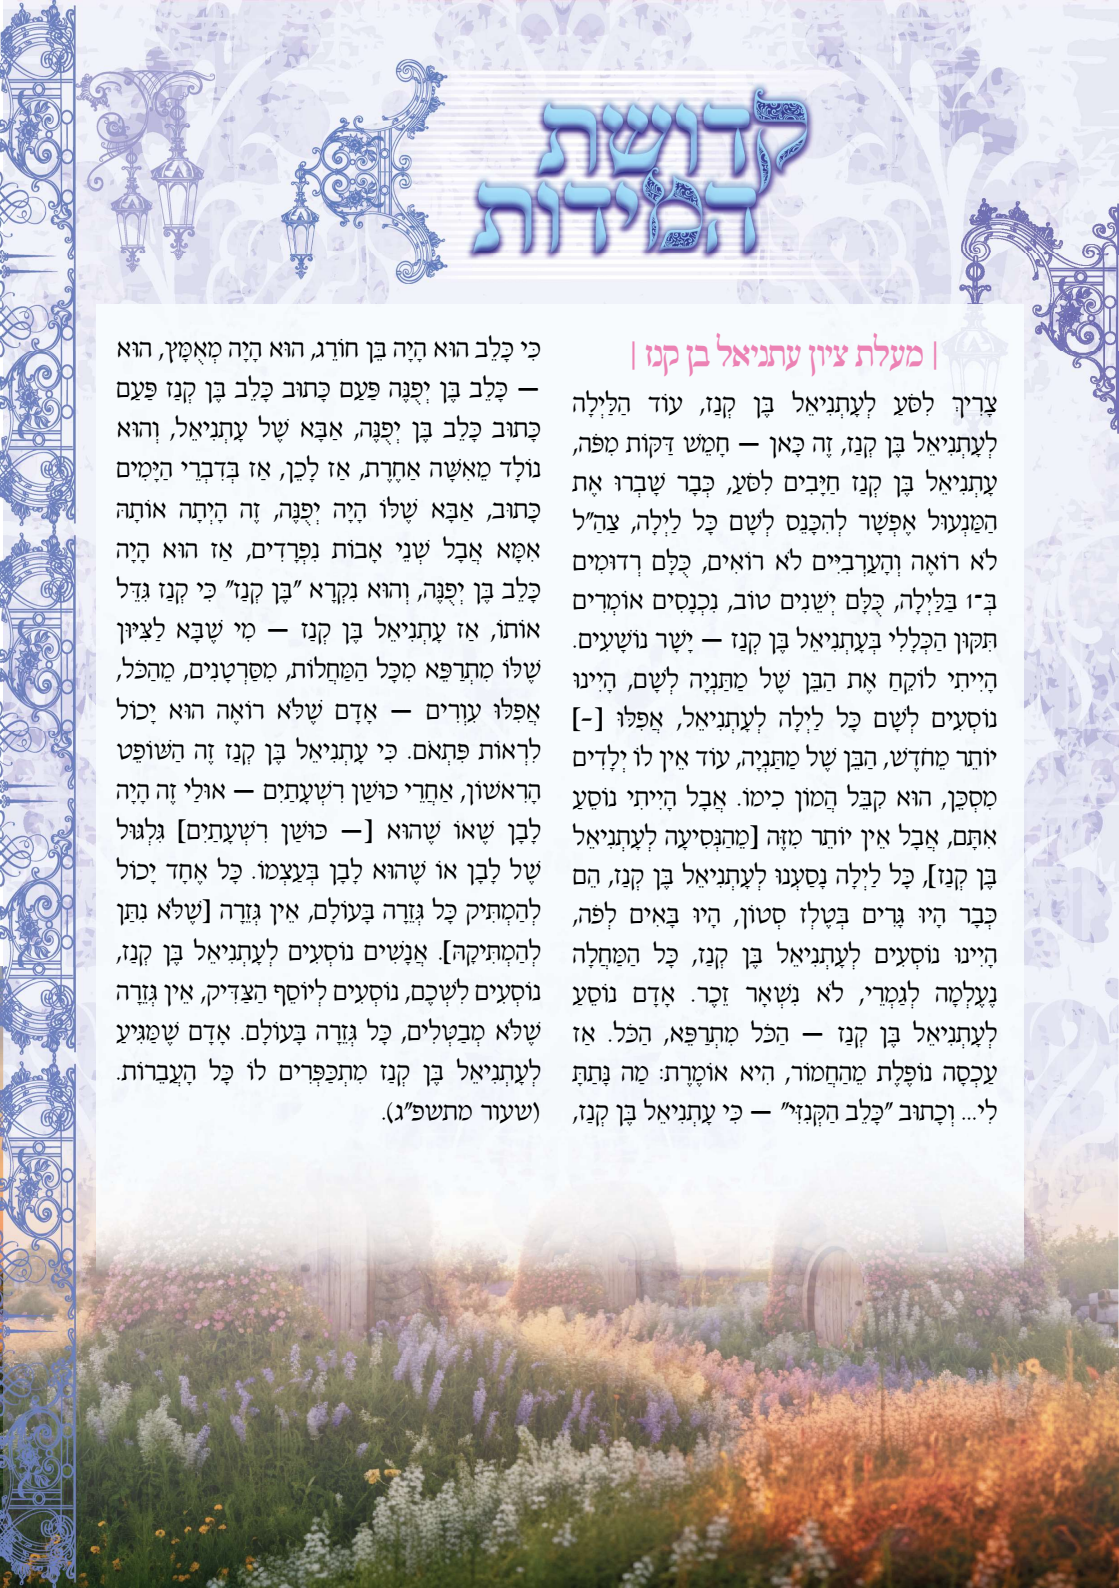 קדושת
המידות
| מעלת ציון עתניאל בן קנז |
צָרִיךְ לִסֹּעַ לְעָתְנִיאֵל בֶּן קְנַז, עוֹד הַלַּיְלָה
לְעָתְנִיאֵל בֶּן קְנַז, זֶה כָּאן — חָמֵשׁ דַּקּוֹת מִפֹּה,
עָתְנִיאֵל בֶּן קְנַז חַיָּבִים לִסֹּעַ, כְּבָר שָׁבְרוּ אֶת
הַמַּנְעוּל אֶפְשָׁר לְהִכָּנֵס לְשָׁם כָּל לַיְלָה, צַהַ"ל
לֹא רוֹאֶה וְהָעַרְבִיִּים לֹא רוֹאִים, כֻּלָּם רְדוּמִים
בְּ־1 בַּלַּיְלָה, כֻּלָּם יְשֵׁנִים טוֹב, נִכְנָסִים אוֹמְרִים
תִּקּוּן הַכְּלָלִי בְּעָתְנִיאֵל בֶּן קְנַז — יָשָׁר נוֹשָׁעִים.
הָיִיתִי לוֹקֵחַ אֶת הַבֵּן שֶׁל מַתַּנְיָה לְשָׁם, הָיִינוּ
נוֹסְעִים לְשָׁם כָּל לַיְלָה לְעָתְנִיאֵל, אֲפִלּוּ [-]
יוֹתֵר מֵחֹדֶשׁ, הַבֵּן שֶׁל מַתַּנְיָה, עוֹד אֵין לוֹ יְלָדִים
מִסְכֵּן, הוּא קִבֵּל הֲמוֹן כִימוֹ. אֲבָל הָיִיתִי נוֹסֵעַ
אִתָּם, אֲבָל אֵין יוֹתֵר מִזֶּה [מֵהַנְּסִיעָה לְעָתְנִיאֵל
בֶּן קְנַז], כָּל לַיְלָה נָסַעְנוּ לְעָתְנִיאֵל בֶּן קְנַז, הֵם
כְּבָר הָיוּ גָּרִים בְּטֶלְז סְטוֹן, הָיוּ בָּאִים לְפֹה,
הָיִינוּ נוֹסְעִים לְעָתְנִיאֵל בֶּן קְנַז, כָּל הַמַּחֲלָה
נֶעֶלְמָה לְגַמְרֵי, לֹא נִשְׁאָר זֵכֶר. אָדָם נוֹסֵעַ
לְעָתְנִיאֵל בֶּן קְנַז — הַכֹּל מִתְרַפֵּא, הַכֹּל. אַז
עַכְסָה נוֹפֶלֶת מֵהַחֲמוֹר, הִיא אוֹמֶרֶת: מַה נָּתַתָּ
לִי... וְכָתוּב "כָּלֵב הַקְּנִזִּי" — כִּי עָתְנִיאֵל בֶּן קְנַז,
כִּי כָּלֵב הוּא הָיָה בֵּן חוֹרֵג, הוּא הָיָה מְאֻמָּץ, הוּא
— כָּלֵב בֶּן יְפֻנֶּה פַּעַם כָּתוּב כָּלֵב בֶּן קְנַז פַּעַם
כָּתוּב כָּלֵב בֶּן יְפֻנֶּה, אַבָּא שֶׁל עָתְנִיאֵל, וְהוּא
נוֹלַד מֵאִשָּׁה אַחֶרֶת, אַז לָכֵן, אַז בְּדִבְרֵי הַיָּמִים
כָּתוּב, אַבָּא שֶׁלּוֹ הָיָה יְפֻנֶּה, זֶה הָיְתָה אוֹתָהּ
אִמָּא אֲבָל שְׁנֵי אָבוֹת נִפְרָדִים, אַז הוּא הָיָה
כָּלֵב בֶּן יְפֻנֶּה, וְהוּא נִקְרָא "בֶּן קְנַז" כִּי קְנַז גִּדֵּל
אוֹתוֹ, אַז עָתְנִיאֵל בֶּן קְנַז — מִי שֶׁבָּא לַצִּיּוּן
שֶׁלּוֹ מִתְרַפֵּא מִכָּל הַמַּחֲלוֹת, מִסַּרְטָנִים, מֵהַכֹּל,
אֲפִלּוּ עִוְרִים — אָדָם שֶׁלֹּא רוֹאֶה הוּא יָכוֹל
לִרְאוֹת פִּתְאֹם. כִּי עָתְנִיאֵל בֶּן קְנַז זֶה הַשּׁוֹפֵט
הָרִאשׁוֹן, אַחֲרֵי כּוּשַׁן רִשְׁעָתַיִם — אוּלַי זֶה הָיָה
לָבָן שֶׁאוֹ שֶׁהוּא [— כּוּשַׁן רִשְׁעָתַיִם] גִּלְגּוּל
שֶׁל לָבָן אוֹ שֶׁהוּא לָבָן בְּעַצְמוֹ. כָּל אֶחָד יָכוֹל
לְהַמְתִּיק כָּל גְּזֵרָה בָּעוֹלָם, אֵין גְּזֵרָה [שֶׁלֹּא נִתַּן
לְהַמְתִּיקָהּ]. אֲנָשִׁים נוֹסְעִים לְעָתְנִיאֵל בֶּן קְנַז,
נוֹסְעִים לִשְׁכֶם, נוֹסְעִים לְיוֹסֵף הַצַּדִּיק, אֵין גְּזֵרָה
שֶׁלֹּא מְבַטְּלִים, כָּל גְּזֵרָה בָּעוֹלָם. אָדָם שֶׁמַּגִּיעַ
לְעָתְנִיאֵל בֶּן קְנַז מִתְכַּפְּרִים לוֹ כָּל הָעֲבֵרוֹת.
(שעור מתשפ"ג).